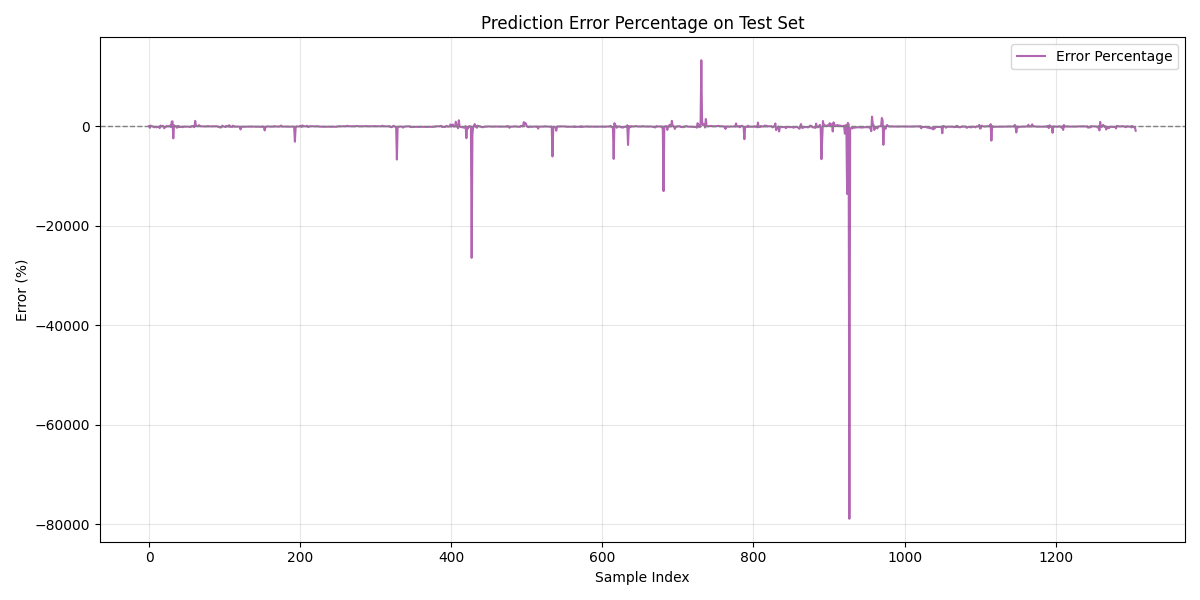 Prediction Error Percentage on Test Set
Error Percentage
0
−20000
−40000
−60000
−80000
Error (%)
0 200 400 600 800 1000 1200
Sample Index